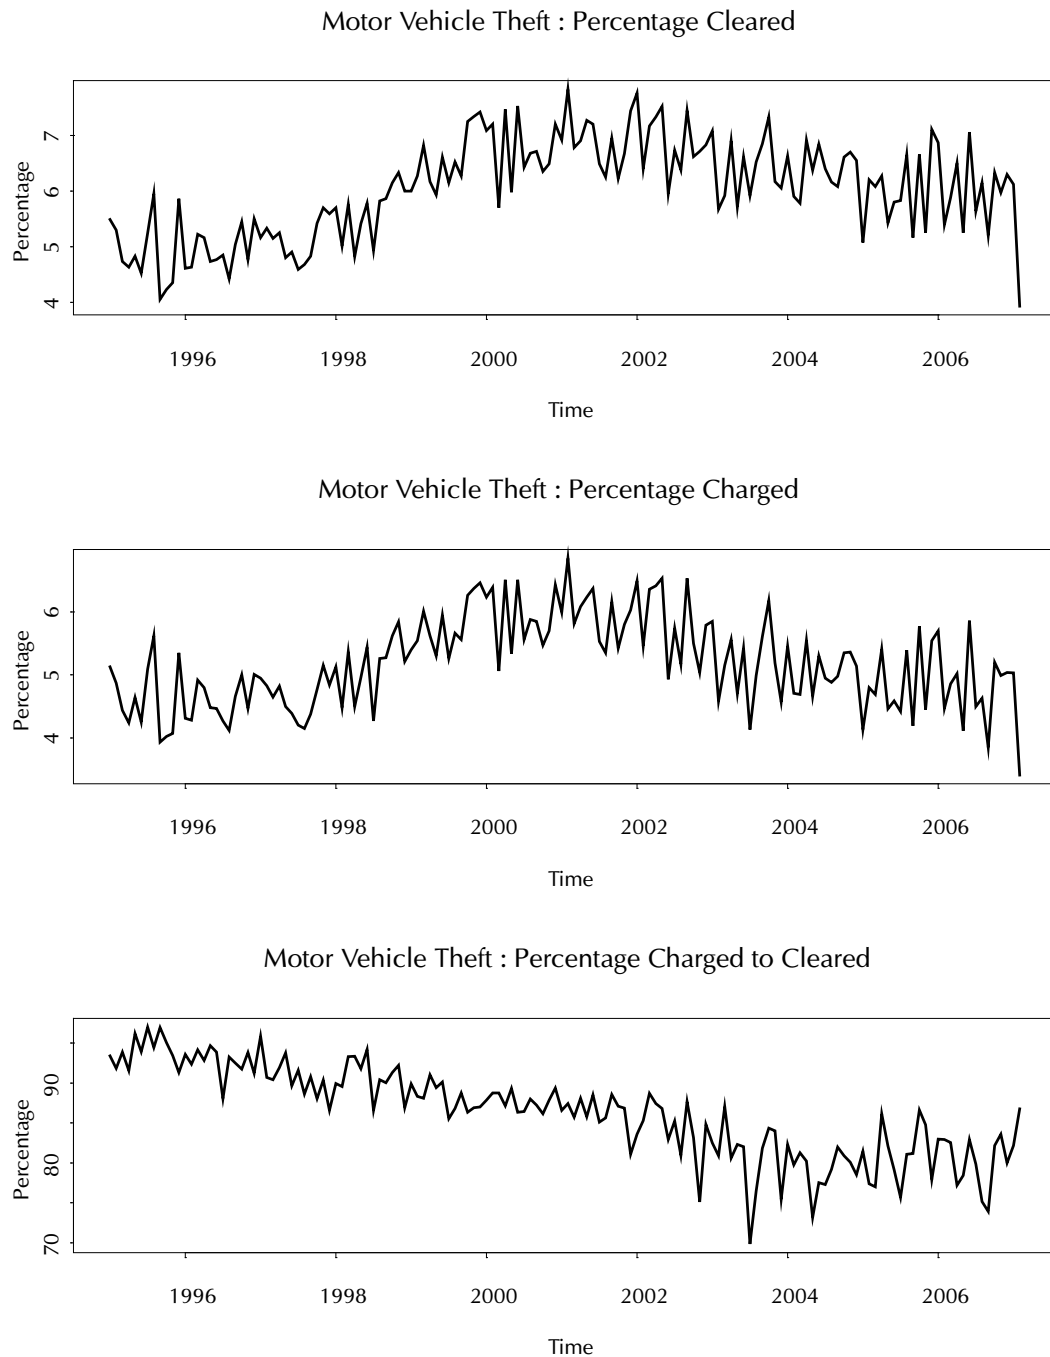 Motor Vehicle Theft : Percentage Cleared
Percentage
7
6
5
4
1996 1998 2000 2002 2004 2006
Time
Motor Vehicle Theft : Percentage Charged
Percentage
6
5
4
1996 1998 2000 2002 2004 2006
Time
Motor Vehicle Theft : Percentage Charged to Cleared
Percentage
90
80
70
1996 1998 2000 2002 2004 2006
Time